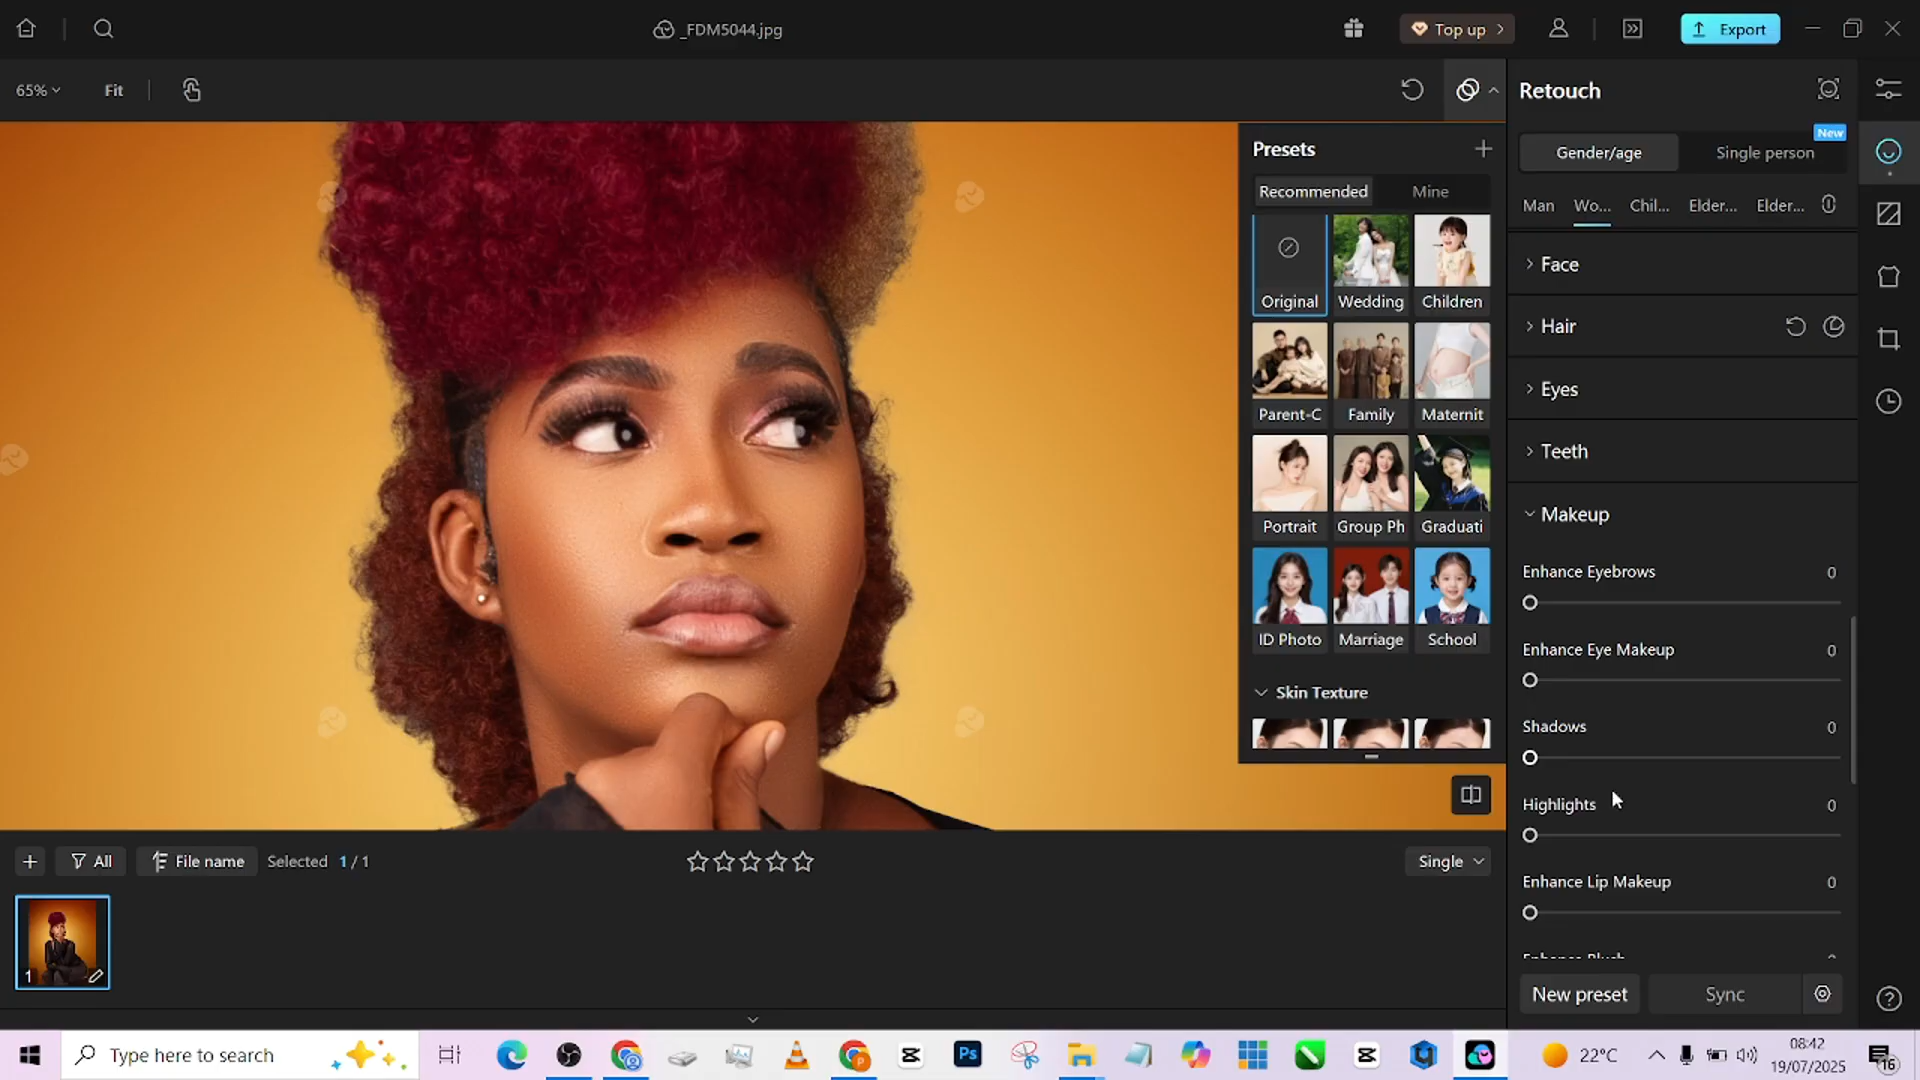 _FDM5044.jpg
Top up
Export
65%
Fit
Retouch
New
Gender/age
Single person
Man
Wo...
Chil...
Elder...
Elder...
Presets
Recommended
Mine
Original
Wedding
Children
Parent-C
Family
Maternit
Portrait
Group Ph
Graduati
ID Photo
Marriage
School
Skin Texture
Face
Hair
Eyes
Teeth
Makeup
Enhance Eyebrows
0
Enhance Eye Makeup
0
Shadows
0
Highlights
0
Enhance Lip Makeup
0
Enhance Blush
All
File name
Selected 1 / 1
Single
1
New preset
Sync
Type here to search
Ps
22°C
08:42
19/07/2025
16